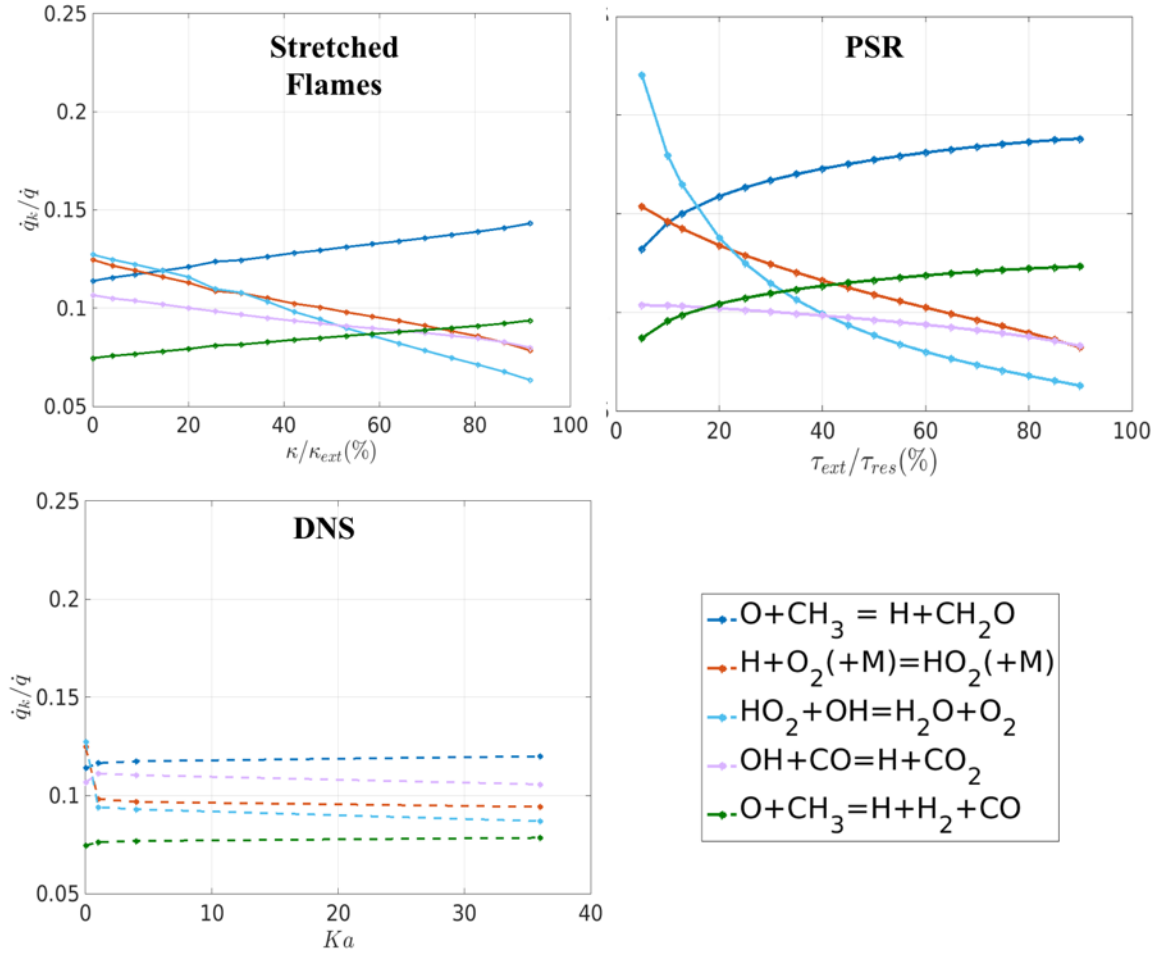 Stretched
Flames
0.25
0.2
0.15
0.1
0.05
q̇k/q̇
0 20 40 60 80 100
κ/κext(%)
PSR
0 20 40 60 80 100
τext/τres(%)
DNS
0.25
0.2
0.15
0.1
0.05
q̇k/q̇
0 10 20 30 40
Ka
O+CH3 = H+CH2O
H+O2(+M)=HO2(+M)
HO2+OH=H2O+O2
OH+CO=H+CO2
O+CH3=H+H2+CO